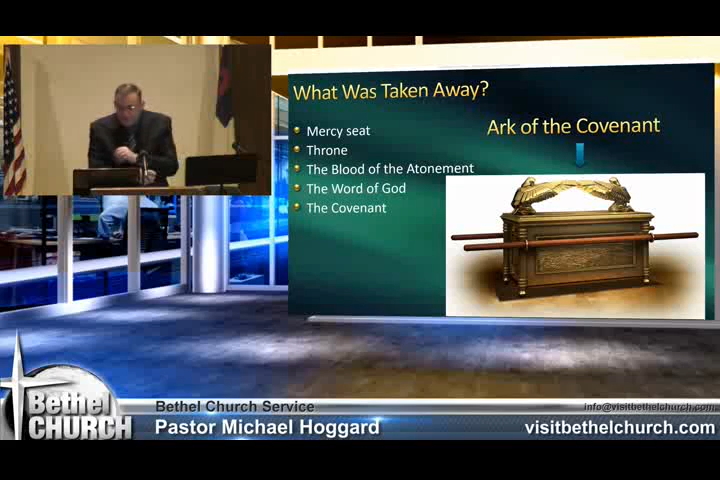 What Was Taken Away?
Mercy seat
Throne
The Blood of the Atonement
The Word of God
The Covenant
Ark of the Covenant
Bethel
CHURCH
Bethel Church Service
info@visitbethelchurch.com
Pastor Michael Hoggard
visitbethelchurch.com